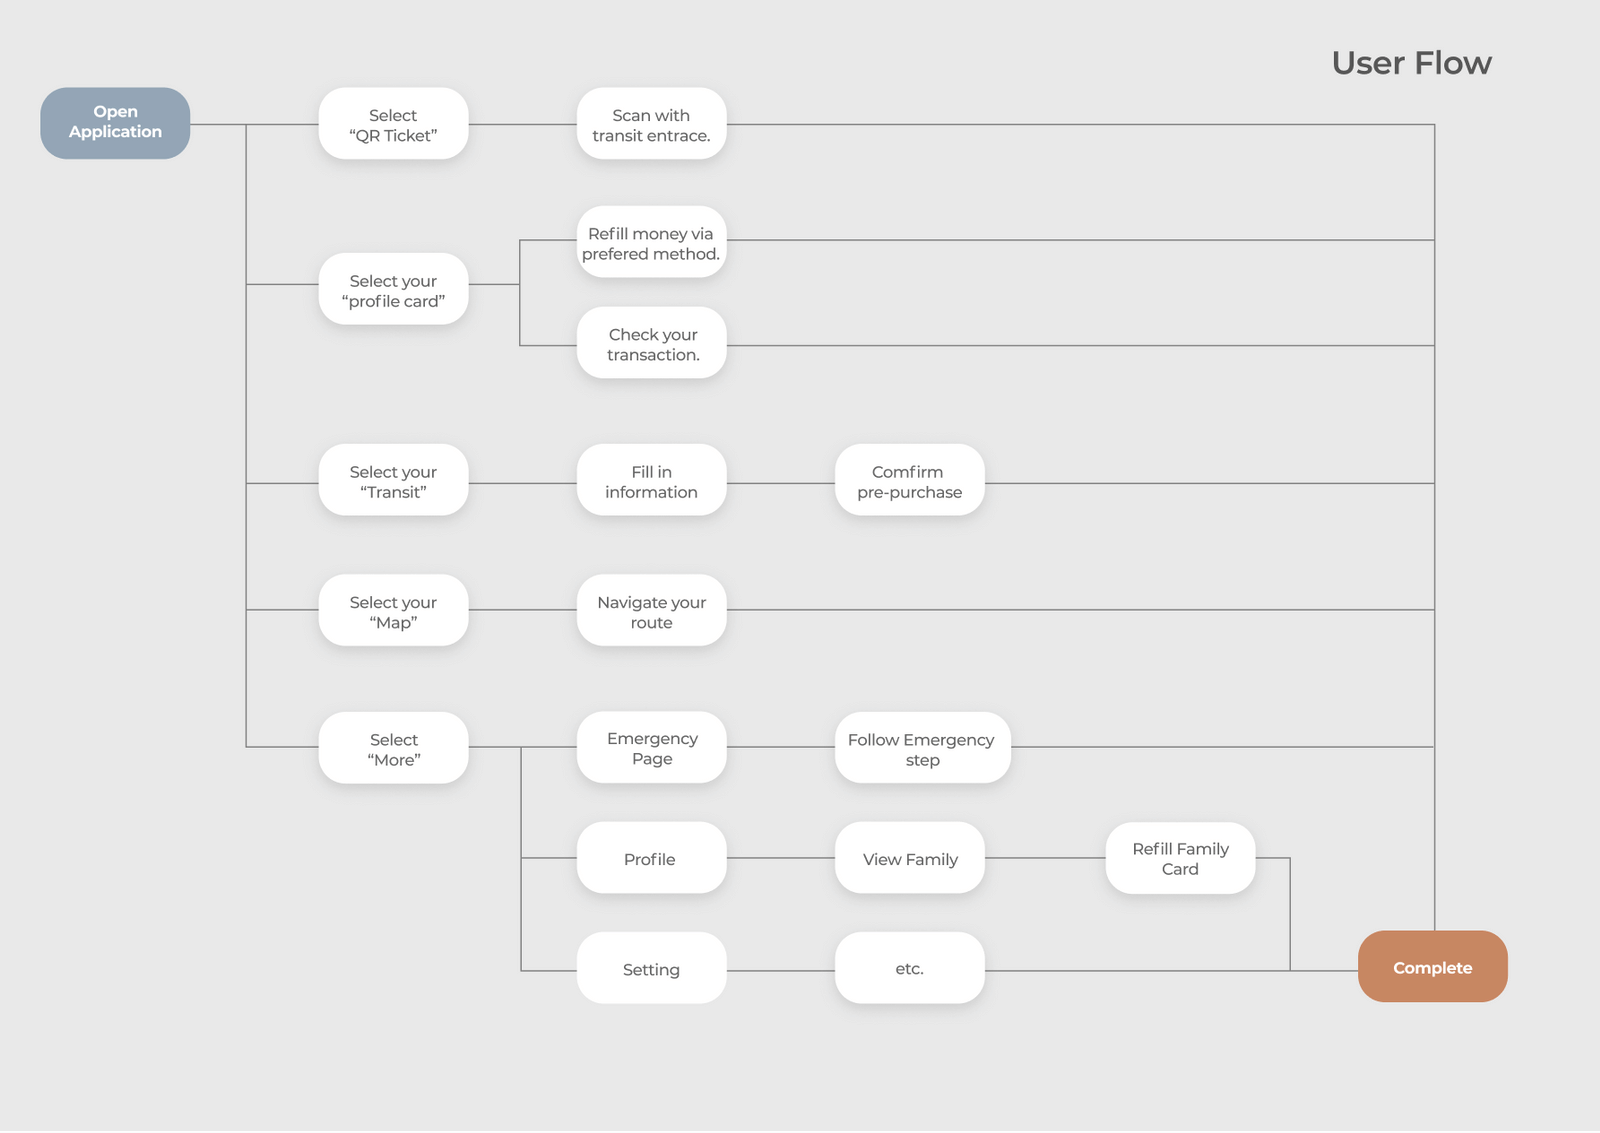 User Flow
Open
Application
Select
“QR Ticket”
Scan with
transit entrace.
Refill money via
prefered method.
Select your
“profile card”
Check your
transaction.
Select your
“Transit”
Fill in
information
Comfirm
pre-purchase
Select your
“Map”
Navigate your
route
Select
“More”
Emergency
Page
Follow Emergency
step
Profile
View Family
Refill Family
Card
Setting
etc.
Complete